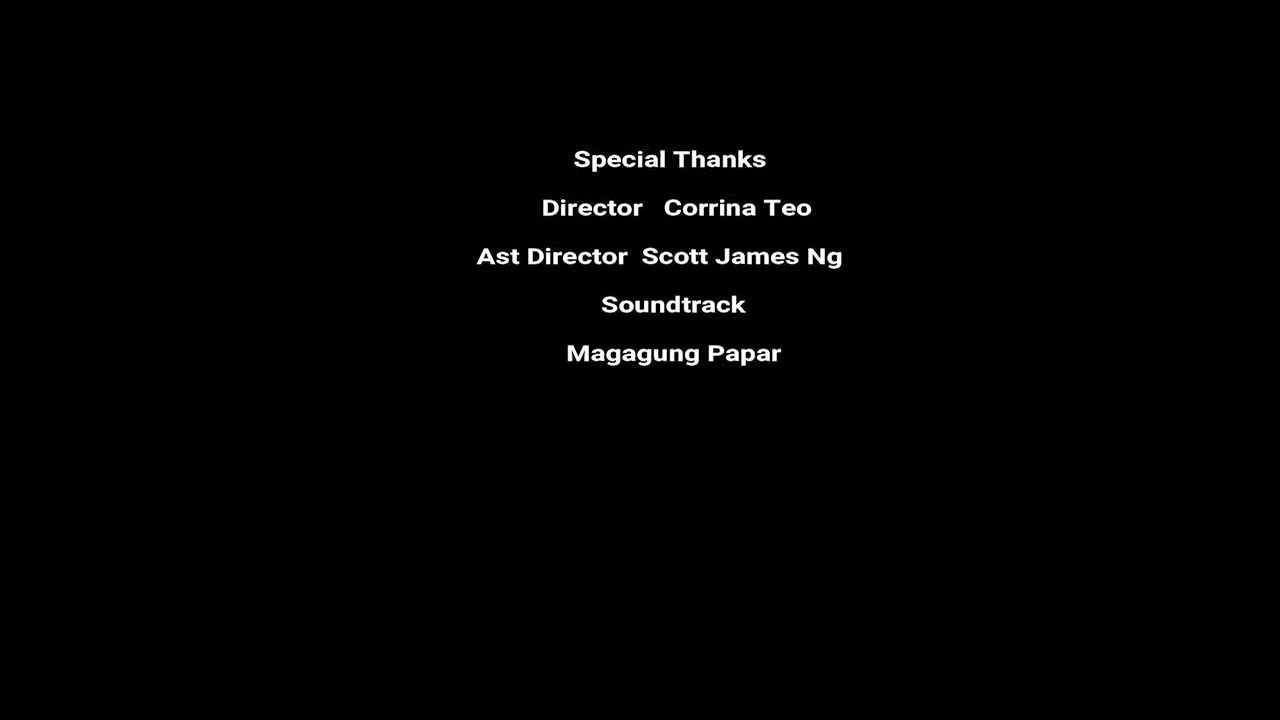 Special Thanks
Director Corrina Teo
Ast Director Scott James Ng
Soundtrack
Magagung Papar